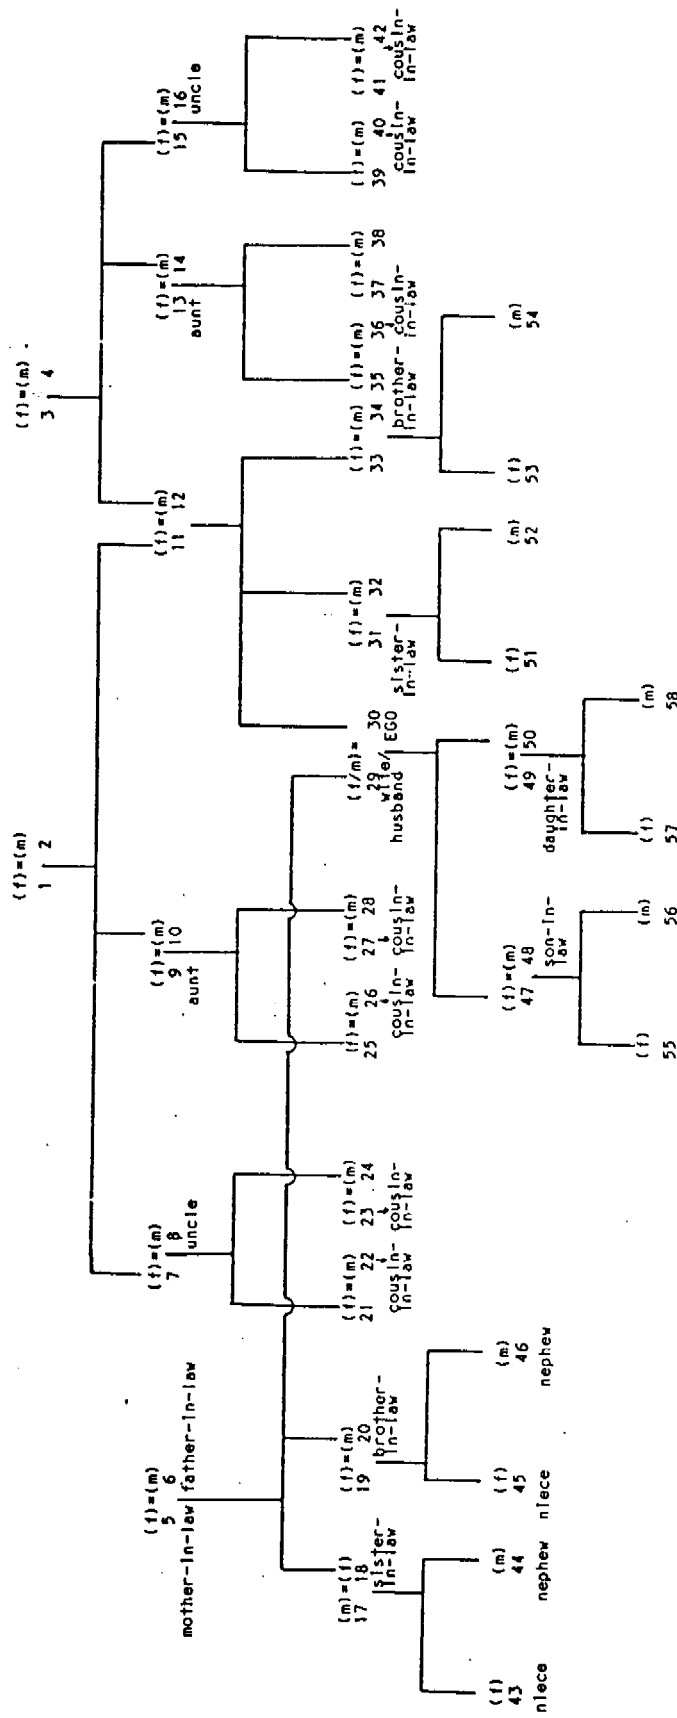 (f)=(m) (f)=(m) .
1 2 3 4
(f)=(m) (f)=(m) (f)=(m) (f)=(m) (f)=(m) (f)=(m)
5 6 7 8 9 10 11 12 13 14 15 16
mother-in-law father-in-law uncle aunt aunt uncle
(m)=(f) (f)=(m) (f)=(m) (f)=(m) (f)=(m) (f)=(m) (f/m)= (f)=(m) (f)=(m) (f)=(m) (f)=(m) (f)=(m) (f)=(m)
17 18 19 20 21 22 23 24 25 26 27 28 29 30 31 32 33 34 35 36 37 38 39 40 41 42
sister- brother- cousin- cousin- cousin- cousin- wife/ EGO sister- brother- cousin- cousin- cousin-
in-law in-law in-law in-law in-law in-law husband in-law in-law in-law in-law in-law
(f) (m) (f) (m) (f)=(m) (f)=(m) (f) (m) (f) (m)
43 44 45 46 47 48 49 50 51 52 53 54
niece nephew niece nephew son-in- daughter-
law in-law
(f) (m) (f) (m)
55 56 57 58